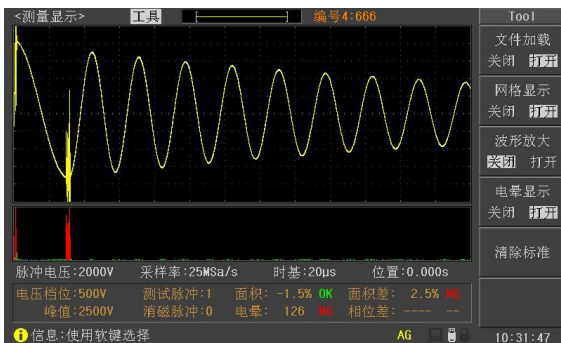 <测量显示> 工具 编号4:666 Tool
文件加载
关闭 打开
网格显示
关闭 打开
波形放大
关闭 打开
电晕显示
关闭 打开
清除标准
脉冲电压:2000V 采样率:25MSa/s 时基:20μs 位置:0.000s
电压档位:500V 测试脉冲:1 面积: -1.5% OK 面积差: 2.5% NG
峰值:2500V 消磁脉冲:0 电晕: 126 NG 相位差: ---- --
信息:使用软键选择 AG 10:31:47